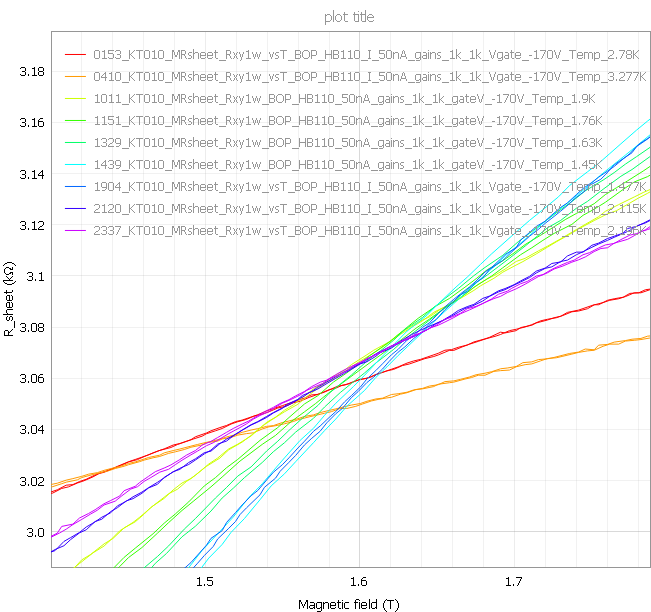 plot title
0153_KT010_MRsheet_Rxy1w_vsT_BOP_HB110_I_50nA_gains_1k_1k_Vgate_-170V_Temp_2.78K
0410_KT010_MRsheet_Rxy1w_vsT_BOP_HB110_I_50nA_gains_1k_1k_Vgate_-170V_Temp_3.277K
1011_KT010_MRsheet_Rxy1w_BOP_HB110_50nA_gains_1k_1k_gateV_-170V_Temp_1.9K
1151_KT010_MRsheet_Rxy1w_BOP_HB110_50nA_gains_1k_1k_gateV_-170V_Temp_1.76K
1329_KT010_MRsheet_Rxy1w_BOP_HB110_50nA_gains_1k_1k_gateV_-170V_Temp_1.63K
1439_KT010_MRsheet_Rxy1w_BOP_HB110_50nA_gains_1k_1k_gateV_-170V_Temp_1.45K
1904_KT010_MRsheet_Rxy1w_vsT_BOP_HB110_I_50nA_gains_1k_1k_Vgate_-170V_Temp_1.477K
2120_KT010_MRsheet_Rxy1w_vsT_BOP_HB110_I_50nA_gains_1k_1k_Vgate_-170V_Temp_2.115K
2337_KT010_MRsheet_Rxy1w_vsT_BOP_HB110_I_50nA_gains_1k_1k_Vgate_-170V
3.18
3.16
3.14
3.12
3.1
3.08
3.06
3.04
3.02
3.0
R_sheet (kΩ)
1.5
1.6
1.7
Magnetic field (T)